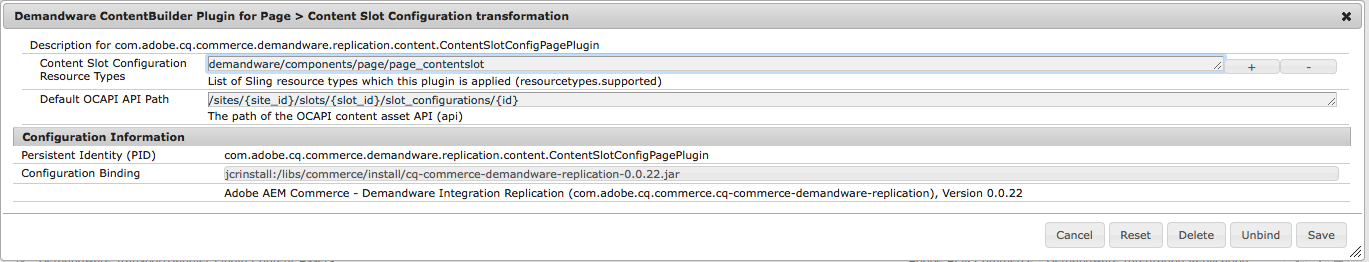 Demandware ContentBuilder Plugin for Page > Content Slot Configuration transformation
Description for com.adobe.cq.commerce.demandware.replication.content.ContentSlotConfigPagePlugin
Content Slot Configuration
Resource Types
demandware/components/page/page_contentslot
+ -
List of Sling resource types which this plugin is applied (resourcetypes.supported)
Default OCAPI API Path
/sites/{site_id}/slots/{slot_id}/slot_configurations/{id}
The path of the OCAPI content asset API (api)
Configuration Information
Persistent Identity (PID) com.adobe.cq.commerce.demandware.replication.content.ContentSlotConfigPagePlugin
Configuration Binding jcrinstall:/libs/commerce/install/cq-commerce-demandware-replication-0.0.22.jar
Adobe AEM Commerce - Demandware Integration Replication (com.adobe.cq.commerce.cq-commerce-demandware-replication), Version 0.0.22
Cancel Reset Delete Unbind Save